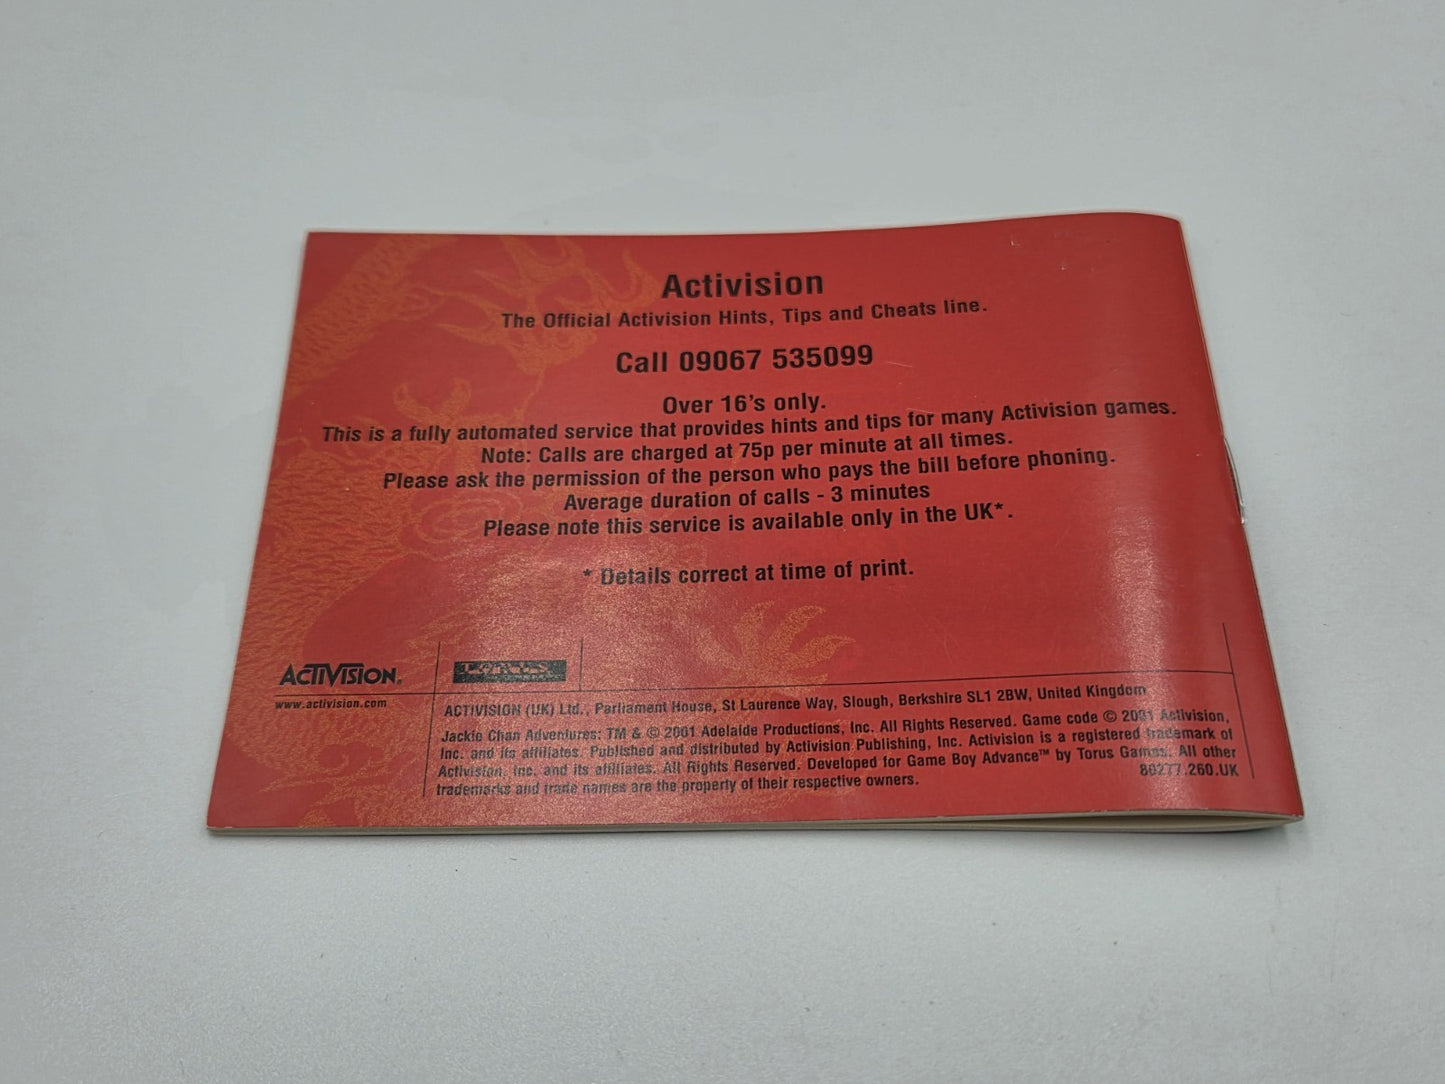 Activision
The Official Activision Hints, Tips and Cheats line.
Call 09067 535099
Over 16's only.
This is a fully automated service that provides hints and tips for many Activision games.
Note: Calls are charged at 75p per minute at all times.
Please ask the permission of the person who pays the bill before phoning.
Average duration of calls - 3 minutes
Please note this service is available only in the UK*.
* Details correct at time of print.
ACTIVISION®
www.activision.com
ACTIVISION (UK) Ltd., Parliament House, St Laurence Way, Slough, Berkshire SL1 2BW, United Kingdom
Jackie Chan Adventures: TM & © 2001 Adelaide Productions, Inc. All Rights Reserved. Game code © 2001 Activision,
Inc. and its affiliates. Published and distributed by Activision Publishing, Inc. Activision is a registered trademark of
Activision, Inc. and its affiliates. All Rights Reserved. Developed for Game Boy Advance™ by Torus Games. All other
trademarks and trade names are the property of their respective owners.
80277.260.UK